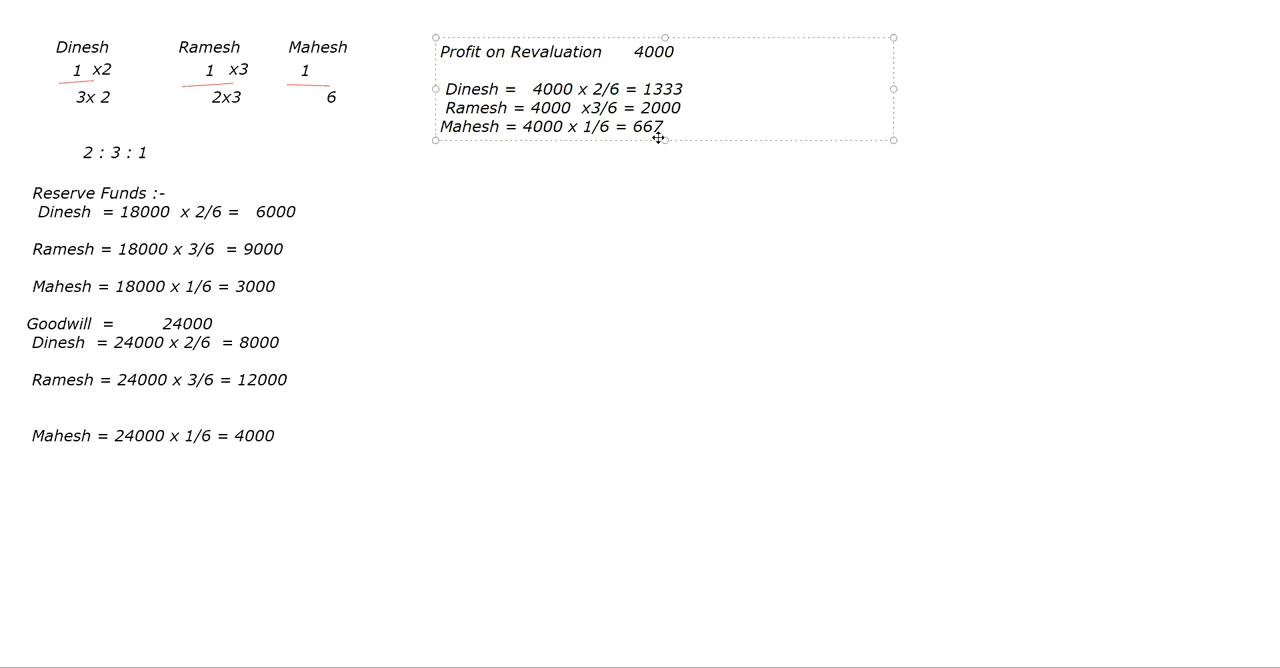 Dinesh Ramesh Mahesh
1 x2 1 x3 1
3x 2 2x3 6
2 : 3 : 1
Reserve Funds :-
Dinesh = 18000 x 2/6 = 6000
Ramesh = 18000 x 3/6 = 9000
Mahesh = 18000 x 1/6 = 3000
Goodwill = 24000
Dinesh = 24000 x 2/6 = 8000
Ramesh = 24000 x 3/6 = 12000
Mahesh = 24000 x 1/6 = 4000
Profit on Revaluation 4000
Dinesh = 4000 x 2/6 = 1333
Ramesh = 4000 x3/6 = 2000
Mahesh = 4000 x 1/6 = 667